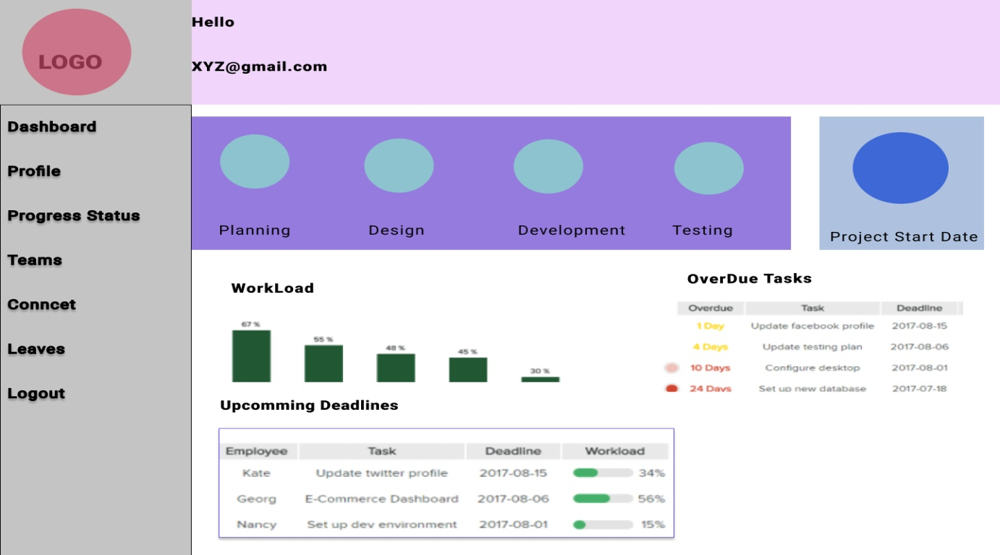 LOGO
Hello
XYZ@gmail.com
Dashboard
Profile
Progress Status
Teams
Conncet
Leaves
Logout
Planning
Design
Development
Testing
Project Start Date
WorkLoad
67 %
55 %
48 %
45 %
30 %
OverDue Tasks
Overdue Task Deadline
1 Day Update facebook profile 2017-08-15
4 Days Update testing plan 2017-08-06
10 Days Configure desktop 2017-08-01
24 Days Set up new database 2017-07-18
Upcomming Deadlines
Employee Task Deadline Workload
Kate Update twitter profile 2017-08-15 34%
Georg E-Commerce Dashboard 2017-08-06 56%
Nancy Set up dev environment 2017-08-01 15%